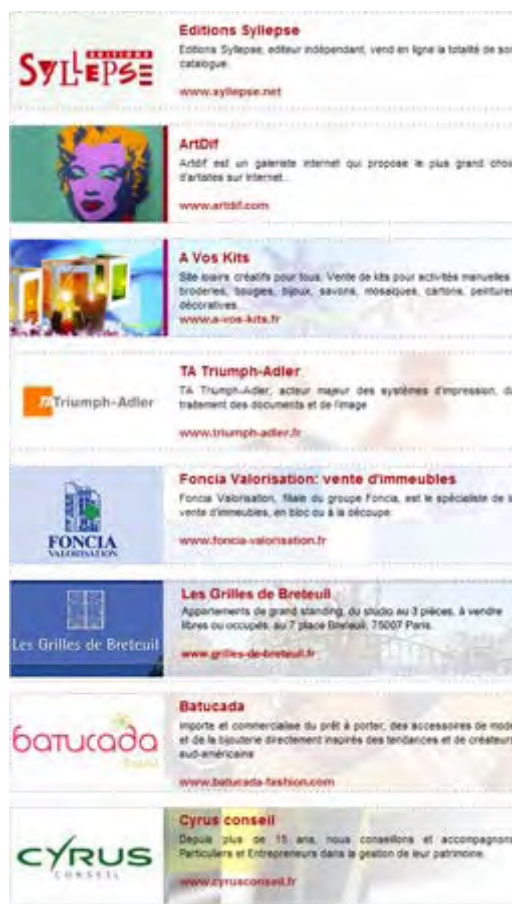 EDITIONS
SYLLEPSE
Editions Syllepse
Editions Syllepse, editeur indépendant, vend en ligne la totalité de son
catalogue.
www.syllepse.net
ArtDif
Artdif est un galeriste internet qui propose le plus grand choix
d'artistes sur internet...
www.artdif.com
A Vos Kits
Site loisirs créatifs pour tous. Vente de kits pour activités manuelles :
broderies, bougies, bijoux, savons, mosaïques, cartons, peintures
décoratives...
www.a-vos-kits.fr
TA Triumph-Adler
TA Triumph-Adler
TA Triumph-Adler, acteur majeur des systèmes d'impression, du
traitement des documents et de l'image
www.triumph-adler.fr
FONCIA
VALORISATION
Foncia Valorisation: vente d'immeubles
Foncia Valorisation, filiale du groupe Foncia, est le spécialiste de la
vente d'immeubles, en bloc ou à la découpe.
www.foncia-valorisation.fr
Les Grilles de Breteuil
Les Grilles de Breteuil
Appartements de grand standing, du studio au 3 pièces, à vendre
libres ou occupés, au 7 place Breteuil, 75007 Paris.
www.grilles-de-breteuil.fr
batucada
Batucada
Importe et commercialise du prêt à porter, des accessoires de mode
et de la bijouterie directement inspirés des tendances et de créateurs
sud-américains
www.batucada-fashion.com
CYRUS
CONSEIL
Cyrus conseil
Depuis plus de 15 ans, nous conseillons et accompagnons
Particuliers et Entrepreneurs dans la gestion de leur patrimoine.
www.cyrusconseil.fr